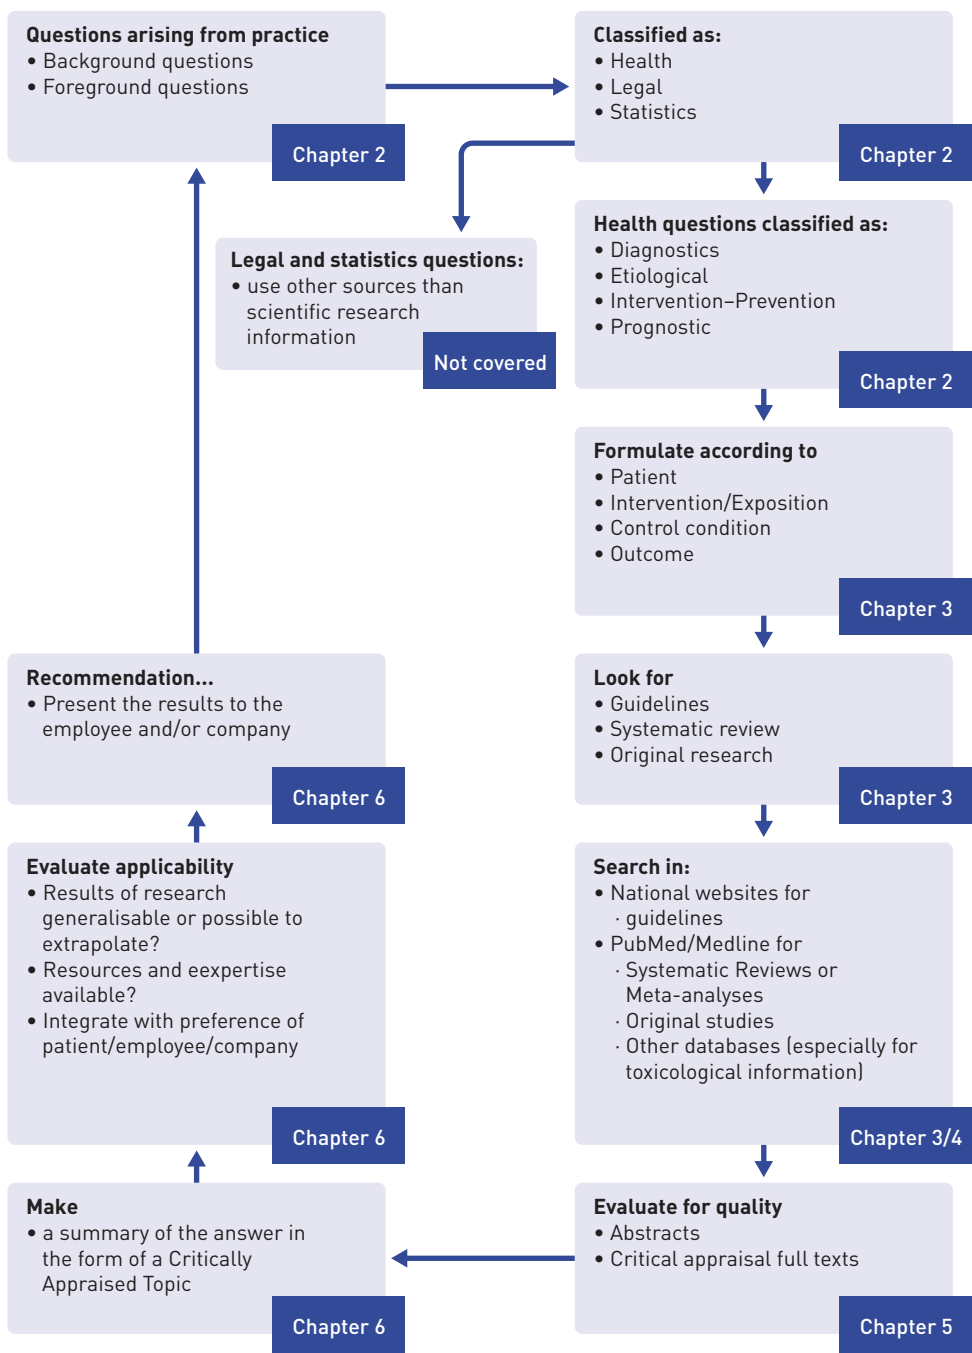 Questions arising from practice
• Background questions
• Foreground questions
Chapter 2
Classified as:
• Health
• Legal
• Statistics
Chapter 2
Legal and statistics questions:
• use other sources than
scientific research
information
Not covered
Health questions classified as:
• Diagnostics
• Etiological
• Intervention–Prevention
• Prognostic
Chapter 2
Formulate according to
• Patient
• Intervention/Exposition
• Control condition
• Outcome
Chapter 3
Look for
• Guidelines
• Systematic review
• Original research
Chapter 3
Search in:
• National websites for
· guidelines
• PubMed/Medline for
· Systematic Reviews or
Meta-analyses
· Original studies
· Other databases (especially for
toxicological information)
Chapter 3/4
Evaluate for quality
• Abstracts
• Critical appraisal full texts
Chapter 5
Make
• a summary of the answer in
the form of a Critically
Appraised Topic
Chapter 6
Evaluate applicability
• Results of research
generalisable or possible to
extrapolate?
• Resources and eexpertise
available?
• Integrate with preference of
patient/employee/company
Chapter 6
Recommendation...
• Present the results to the
employee and/or company
Chapter 6